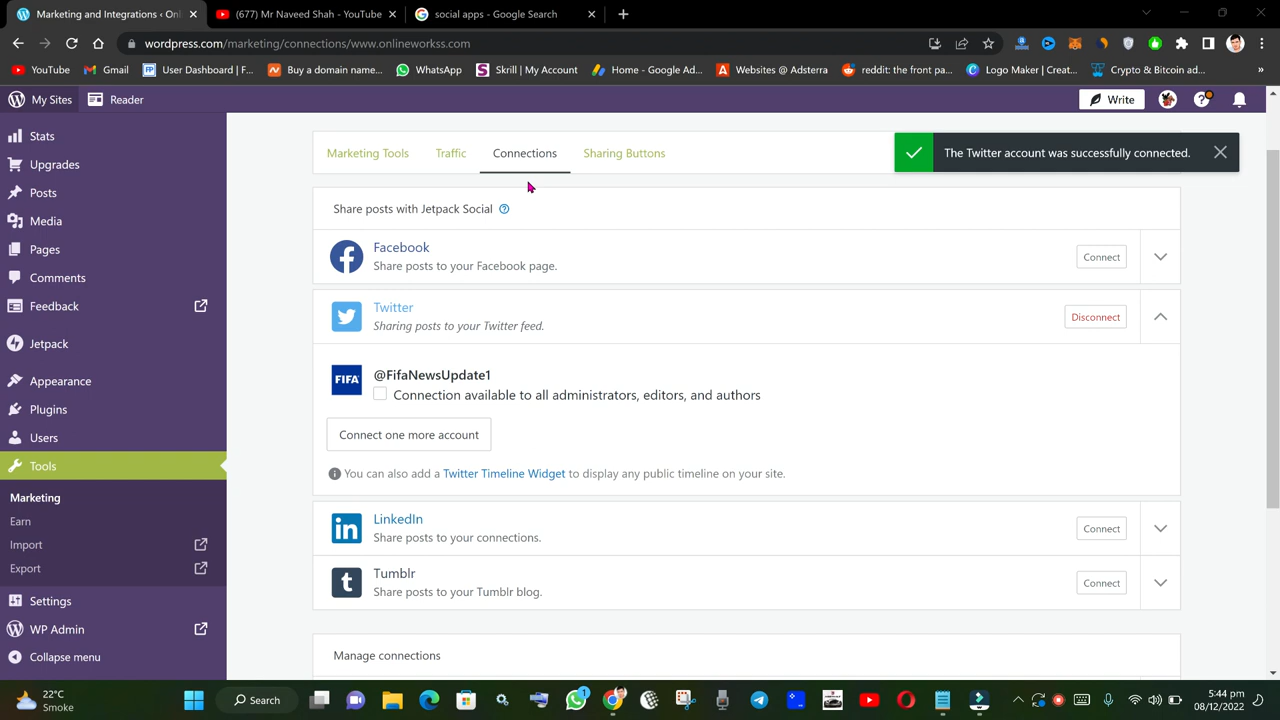 Marketing and Integrations ‹ Onli
(677) Mr Naveed Shah - YouTube
social apps - Google Search
wordpress.com/marketing/connections/www.onlineworkss.com
YouTube
Gmail
User Dashboard | F...
Buy a domain name...
WhatsApp
Skrill | My Account
Home - Google Ad...
Websites @ Adsterra
reddit: the front pa...
Logo Maker | Creat...
Crypto & Bitcoin ad...
»
My Sites
Reader
Write
Stats
Upgrades
Posts
Media
Pages
Comments
Feedback
Jetpack
Appearance
Plugins
Users
Tools
Marketing
Earn
Import
Export
Settings
WP Admin
Collapse menu
Marketing Tools
Traffic
Connections
Sharing Buttons
The Twitter account was successfully connected.
Share posts with Jetpack Social
Facebook
Share posts to your Facebook page.
Connect
Twitter
Sharing posts to your Twitter feed.
Disconnect
FIFA
@FifaNewsUpdate1
Connection available to all administrators, editors, and authors
Connect one more account
You can also add a Twitter Timeline Widget to display any public timeline on your site.
LinkedIn
Share posts to your connections.
Connect
Tumblr
Share posts to your Tumblr blog.
Connect
Manage connections
22°C
Smoke
Search
1
5:44 pm
08/12/2022